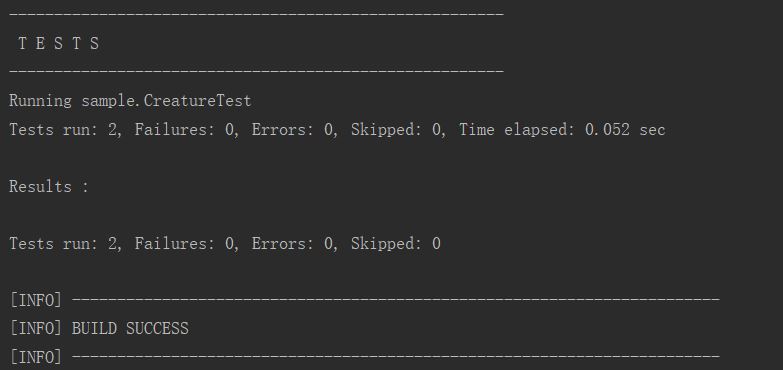 -------------------------------------------------------
 T E S T S
-------------------------------------------------------
Running sample.CreatureTest
Tests run: 2, Failures: 0, Errors: 0, Skipped: 0, Time elapsed: 0.052 sec

Results :

Tests run: 2, Failures: 0, Errors: 0, Skipped: 0

[INFO] ------------------------------------------------------------------------
[INFO] BUILD SUCCESS
[INFO] ------------------------------------------------------------------------